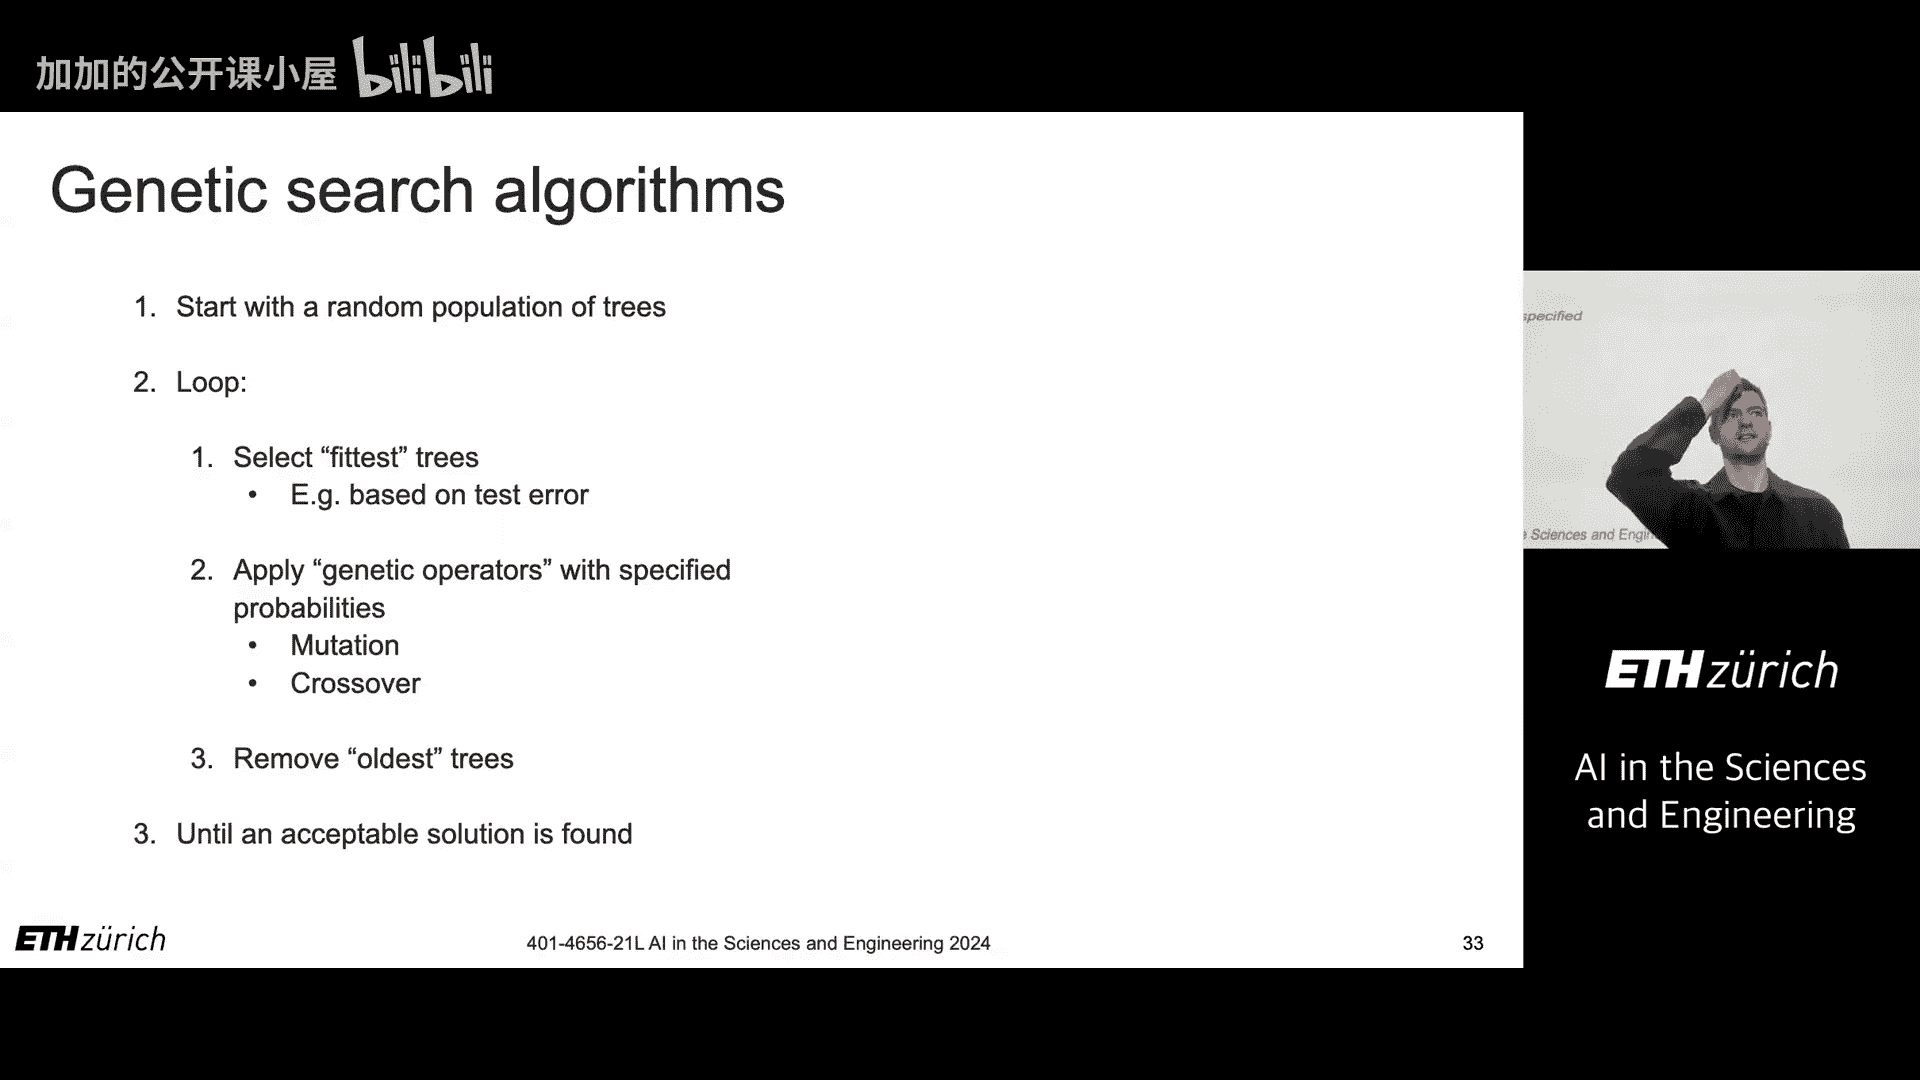 加加的公开课小屋 bilibili
Genetic search algorithms
1. Start with a random population of trees
2. Loop:
1. Select “fittest” trees
• E.g. based on test error
2. Apply “genetic operators” with specified
probabilities
• Mutation
• Crossover
3. Remove “oldest” trees
3. Until an acceptable solution is found
ETH zürich
401-4656-21L AI in the Sciences and Engineering 2024
33
specified
Sciences and Engin
ETH zürich
AI in the Sciences
and Engineering